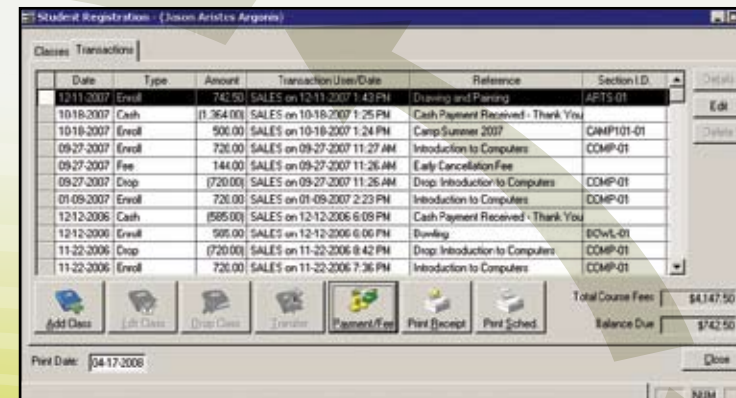 Student Registration - (Jason Aristes Argonis)
Classes Transactions
Date Type Amount Transaction User/Date Reference Section I.D.
12-11-2007 Enroll 742.50 SALES on 12-11-2007 1:43 PM Drawing and Painting ARTS-01
10-18-2007 Cash (1,364.00) SALES on 10-18-2007 1:25 PM Cash Payment Received - Thank You
10-18-2007 Enroll 500.00 SALES on 10-18-2007 1:24 PM Camp Summer 2007 CAMP101-01
09-27-2007 Enroll 720.00 SALES on 09-27-2007 11:27 AM Introduction to Computers COMP-01
09-27-2007 Fee 144.00 SALES on 09-27-2007 11:26 AM Early Cancellation Fee
09-27-2007 Drop (720.00) SALES on 09-27-2007 11:26 AM Drop: Introduction to Computers COMP-01
01-09-2007 Enroll 720.00 SALES on 01-09-2007 2:23 PM Introduction to Computers COMP-01
12-12-2006 Cash (585.00) SALES on 12-12-2006 6:09 PM Cash Payment Received - Thank You
12-12-2006 Enroll 585.00 SALES on 12-12-2006 6:06 PM Bowling BOWL-01
11-22-2006 Drop (720.00) SALES on 11-22-2006 8:42 PM Drop: Introduction to Computers COMP-01
11-22-2006 Enroll 720.00 SALES on 11-22-2006 7:36 PM Introduction to Computers COMP-01
Details
Edit
Delete
Add Class Edit Class Drop Class Transfer Payment/Fee Print Receipt Print Sched.
Total Course Fees $4,147.50
Balance Due $742.50
Print Date: 04-17-2008 Close
NUM